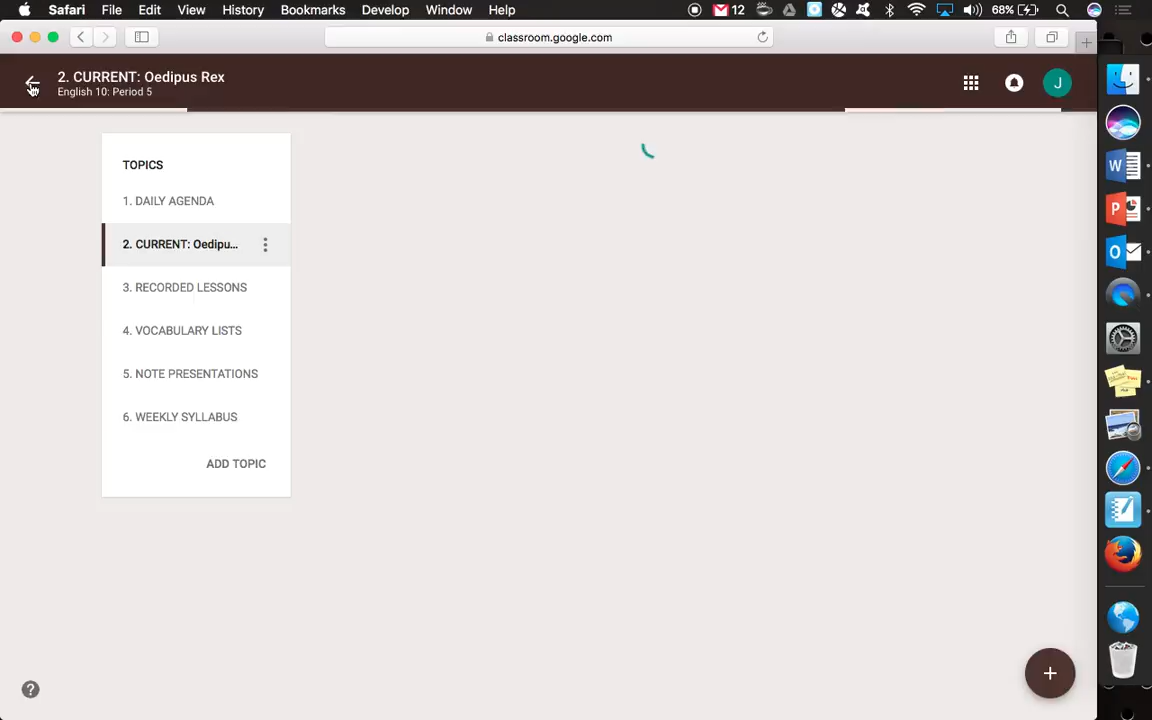 Safari File Edit View History Bookmarks Develop Window Help 12 68%
classroom.google.com
2. CURRENT: Oedipus Rex
English 10: Period 5
J
TOPICS
1. DAILY AGENDA
2. CURRENT: Oedipu...
3. RECORDED LESSONS
4. VOCABULARY LISTS
5. NOTE PRESENTATIONS
6. WEEKLY SYLLABUS
ADD TOPIC